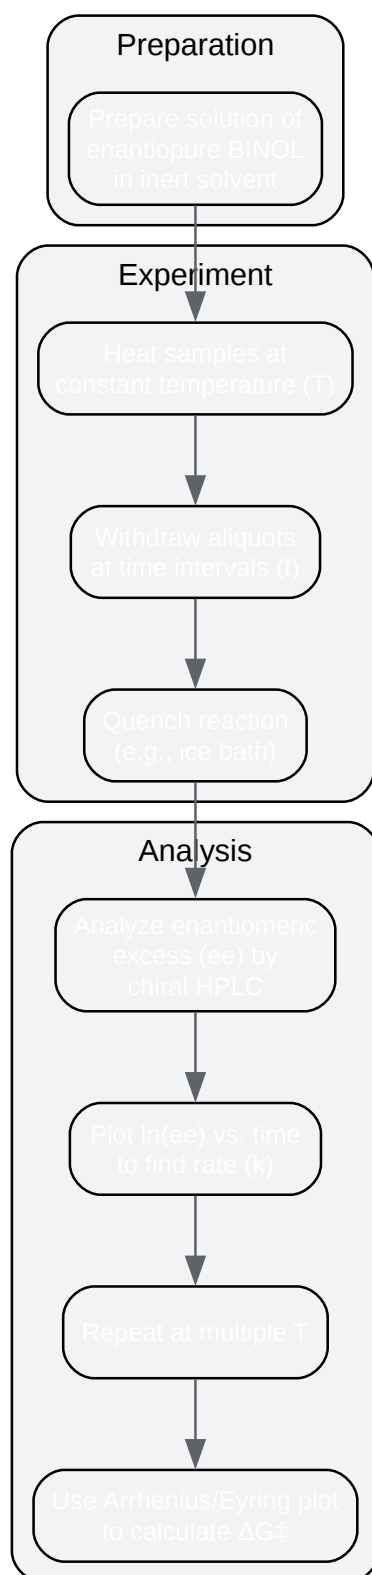 Preparation
Prepare solution of
enantiopure BINOL
in inert solvent
Experiment
Heat samples at
constant temperature (T)
Withdraw aliquots
at time intervals (t)
Quench reaction
(e.g., ice bath)
Analysis
Analyze enantiomeric
excess (ee) by
chiral HPLC
Plot ln(ee) vs. time
to find rate (k)
Repeat at multiple T
Use Arrhenius/Eyring plot
to calculate ΔG‡